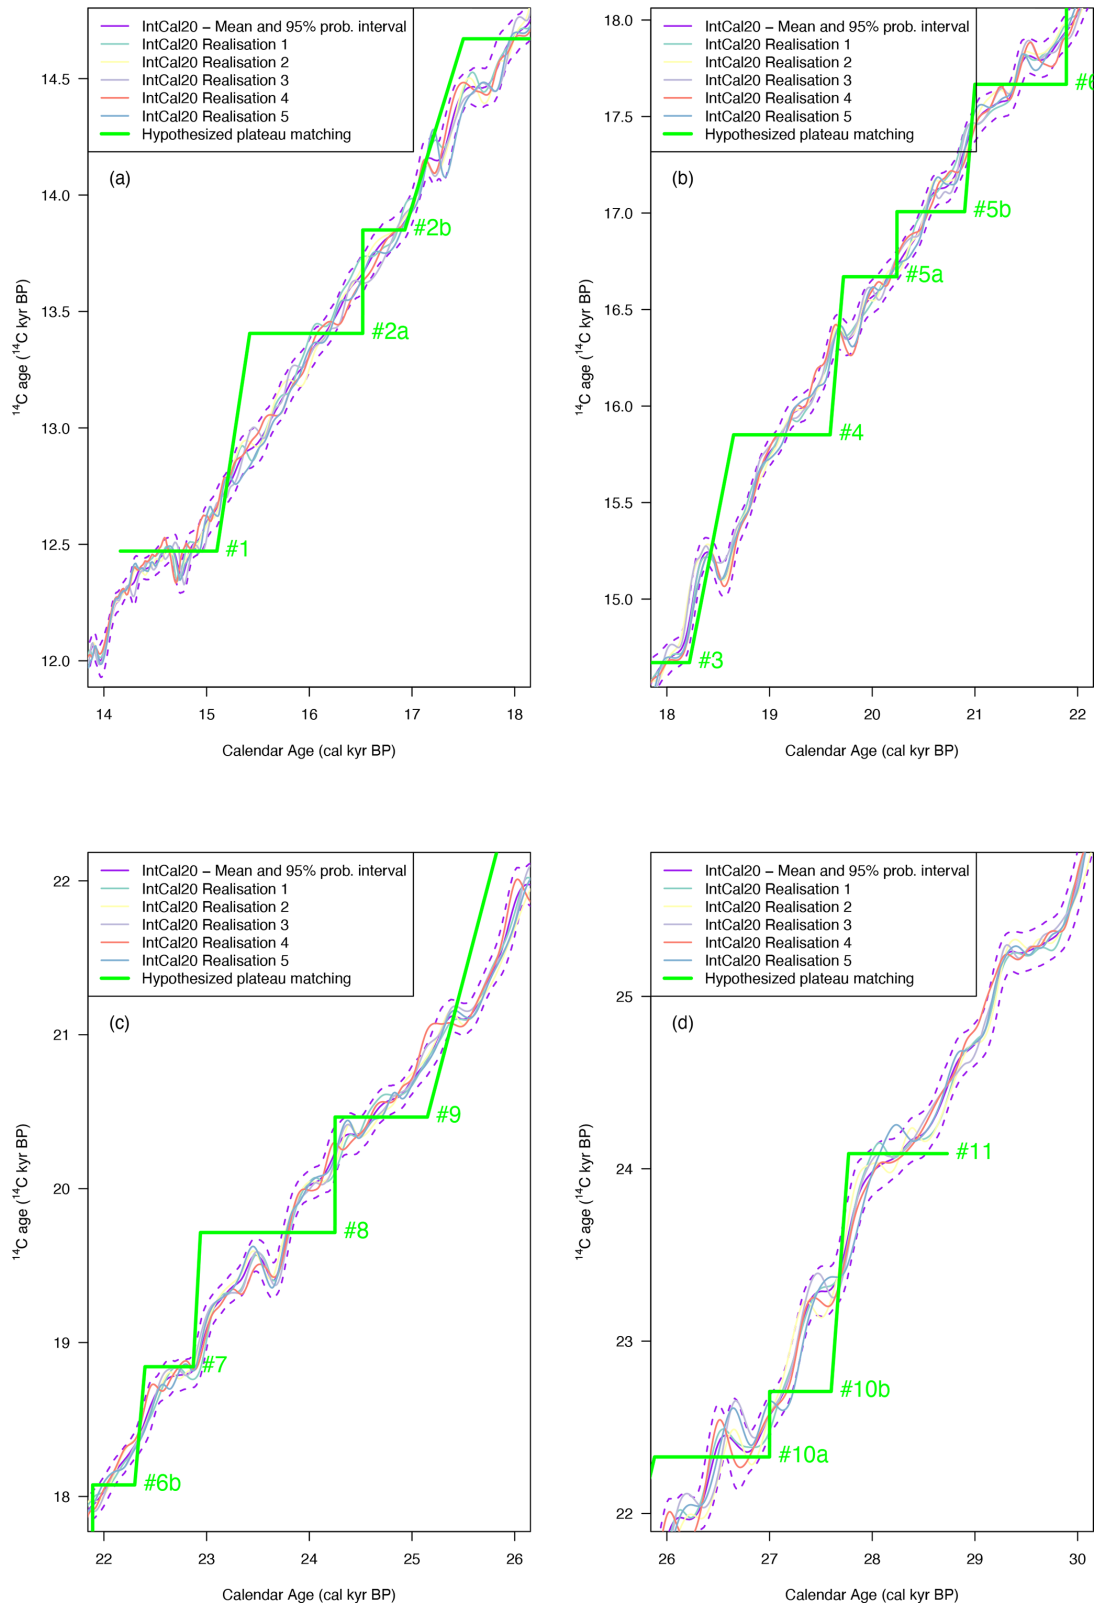 IntCal20 – Mean and 95% prob. interval
IntCal20 Realisation 1
IntCal20 Realisation 2
IntCal20 Realisation 3
IntCal20 Realisation 4
IntCal20 Realisation 5
Hypothesized plateau matching
(a)
14.5
14.0
13.5
13.0
12.5
12.0
#2b
#2a
#1
14 15 16 17 18
Calendar Age (cal kyr BP)
¹⁴C age (¹⁴C kyr BP)
IntCal20 – Mean and 95% prob. interval
IntCal20 Realisation 1
IntCal20 Realisation 2
IntCal20 Realisation 3
IntCal20 Realisation 4
IntCal20 Realisation 5
Hypothesized plateau matching
(b)
18.0
17.5
17.0
16.5
16.0
15.5
15.0
#6
#5b
#5a
#4
#3
18 19 20 21 22
Calendar Age (cal kyr BP)
¹⁴C age (¹⁴C kyr BP)
IntCal20 – Mean and 95% prob. interval
IntCal20 Realisation 1
IntCal20 Realisation 2
IntCal20 Realisation 3
IntCal20 Realisation 4
IntCal20 Realisation 5
Hypothesized plateau matching
(c)
22
21
20
19
18
#9
#8
#7
#6b
22 23 24 25 26
Calendar Age (cal kyr BP)
¹⁴C age (¹⁴C kyr BP)
IntCal20 – Mean and 95% prob. interval
IntCal20 Realisation 1
IntCal20 Realisation 2
IntCal20 Realisation 3
IntCal20 Realisation 4
IntCal20 Realisation 5
Hypothesized plateau matching
(d)
25
24
23
22
#11
#10b
#10a
26 27 28 29 30
Calendar Age (cal kyr BP)
¹⁴C age (¹⁴C kyr BP)